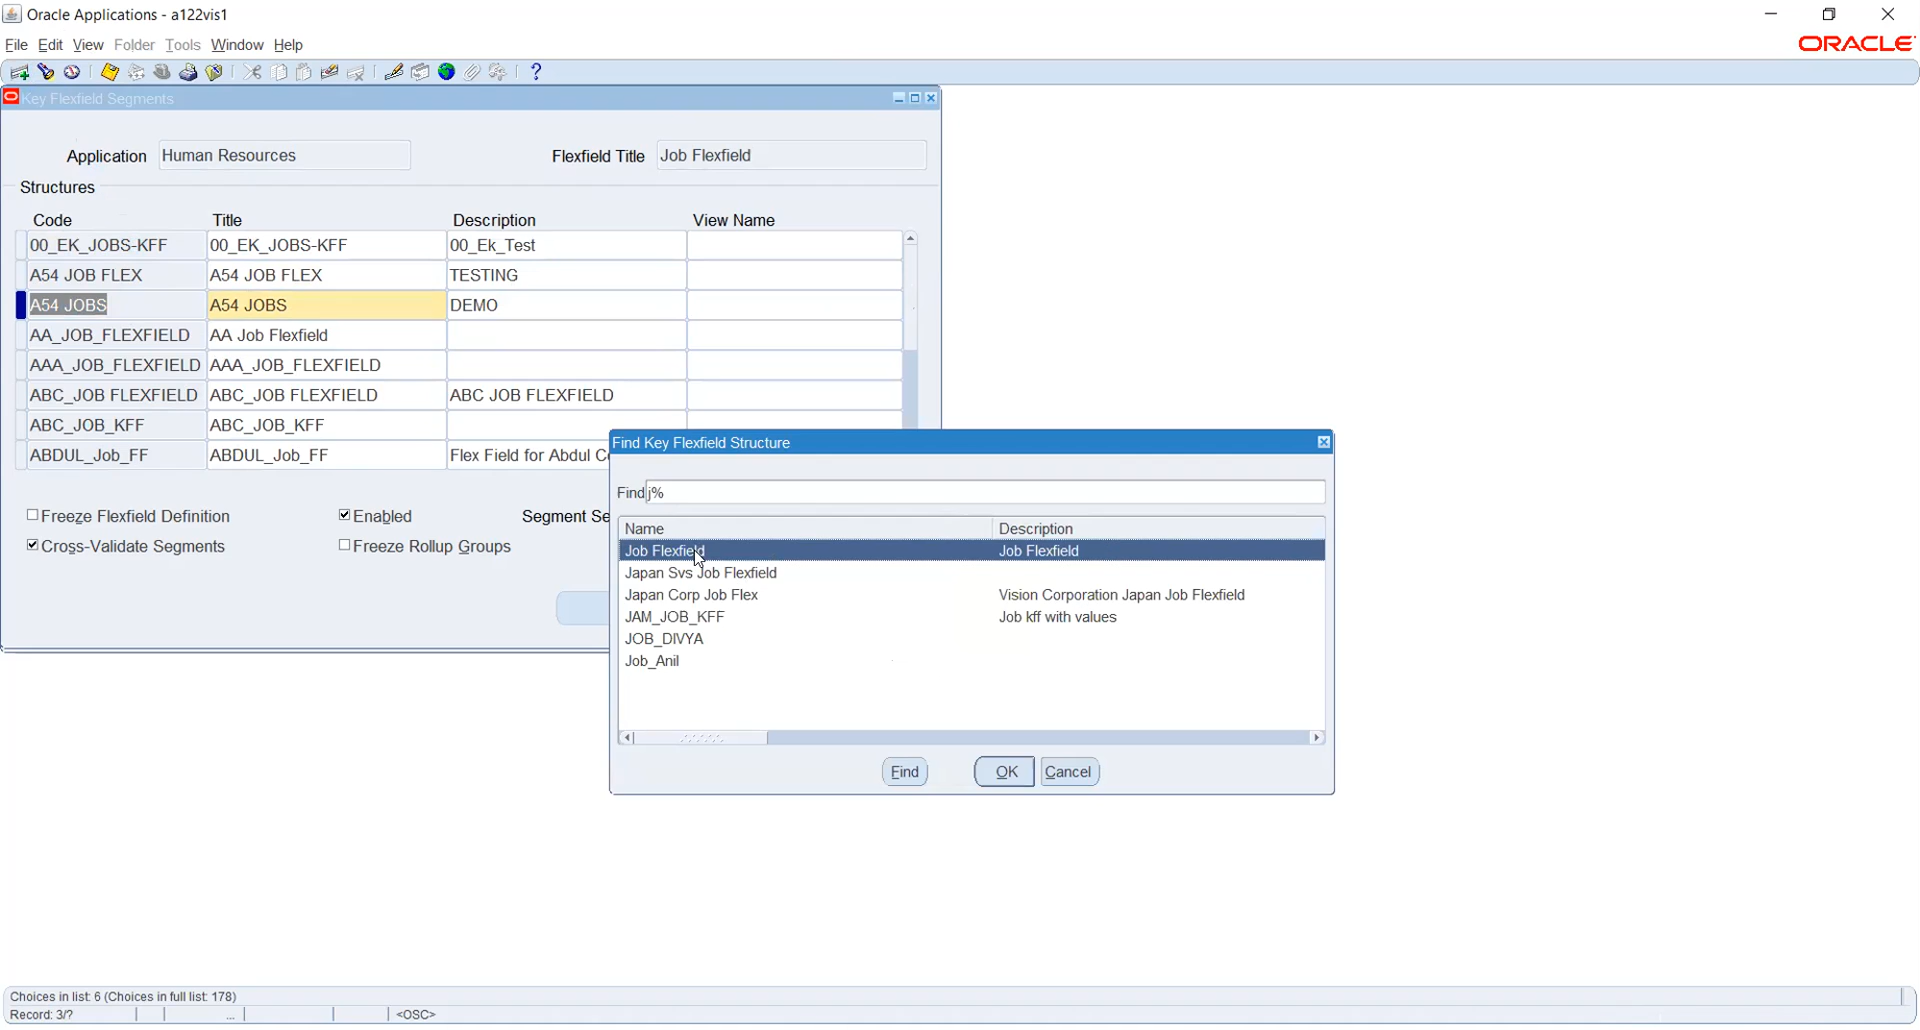 Oracle Applications - a122vis1
File Edit View Folder Tools Window Help
ORACLE
Key Flexfield Segments
Application Human Resources Flexfield Title Job Flexfield
Structures
Code Title Description View Name
00_EK_JOBS-KFF 00_EK_JOBS-KFF 00_Ek_Test
A54 JOB FLEX A54 JOB FLEX TESTING
A54 JOBS A54 JOBS DEMO
AA_JOB_FLEXFIELD AA Job Flexfield
AAA_JOB_FLEXFIELD AAA_JOB_FLEXFIELD
ABC_JOB FLEXFIELD ABC_JOB FLEXFIELD ABC JOB FLEXFIELD
ABC_JOB_KFF ABC_JOB_KFF
ABDUL_Job_FF ABDUL_Job_FF Flex Field for Abdul
Freeze Flexfield Definition Enabled Segment Se
Cross-Validate Segments Freeze Rollup Groups
Find Key Flexfield Structure
Find j%
Name Description
Job Flexfield Job Flexfield
Japan Svs Job Flexfield
Japan Corp Job Flex Vision Corporation Japan Job Flexfield
JAM_JOB_KFF Job kff with values
JOB_DIVYA
Job_Anil
Find OK Cancel
Choices in list: 6 (Choices in full list: 178)
Record: 3/? ... <OSC>